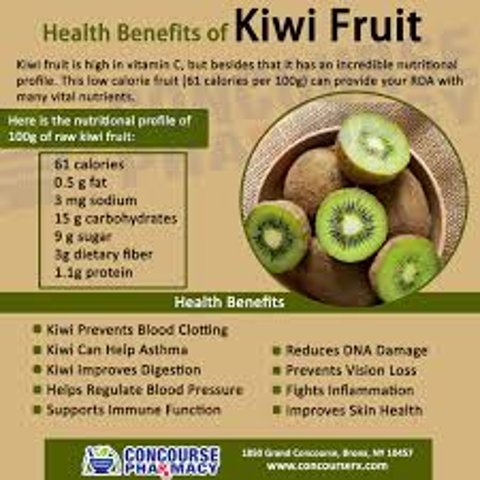 Health Benefits of Kiwi Fruit
Kiwi fruit is high in vitamin C, but besides that it has an incredible nutritional
profile. This low calorie fruit (61 calories per 100g) can provide your RDA with
many vital nutrients.
Here is the nutritional profile of
100g of raw kiwi fruit:
61 calories
0.5 g fat
3 mg sodium
15 g carbohydrates
9 g sugar
3g dietary fiber
1.1g protein
Health Benefits
Kiwi Prevents Blood Clotting
Kiwi Can Help Asthma
Kiwi Improves Digestion
Helps Regulate Blood Pressure
Supports Immune Function
Reduces DNA Damage
Prevents Vision Loss
Fights Inflammation
Improves Skin Health
CONCOURSE
PHARMACY
1050 Grand Concourse, Bronx, NY 10457
www.concourserx.com